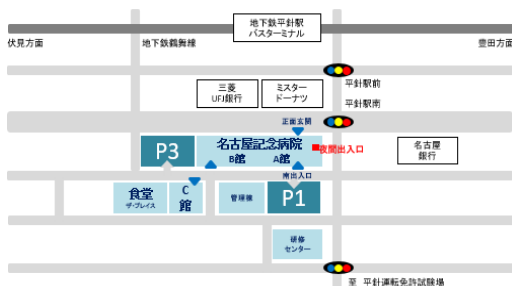 地下鉄平針駅
バスターミナル
伏見方面
地下鉄鶴舞線
豊田方面
三菱
UFJ銀行
ミスター
ドーナツ
平針駅前
平針駅南
正面玄関
P3
名古屋記念病院
B館
A館
夜間出入口
名古屋
銀行
南出入口
食堂
ザ・プレイス
C
館
管理棟
P1
研修
センター
至 平針運転免許試験場